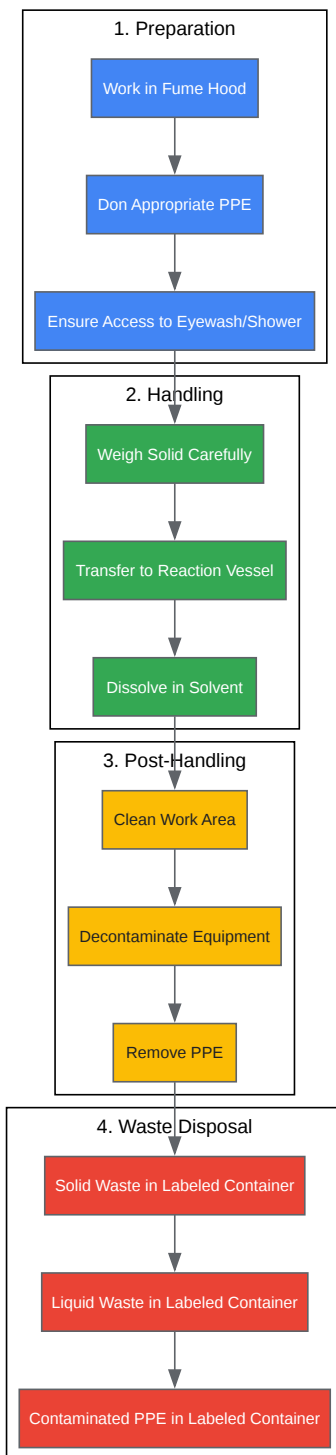 1. Preparation
Work in Fume Hood
Don Appropriate PPE
Ensure Access to Eyewash/Shower
2. Handling
Weigh Solid Carefully
Transfer to Reaction Vessel
Dissolve in Solvent
3. Post-Handling
Clean Work Area
Decontaminate Equipment
Remove PPE
4. Waste Disposal
Solid Waste in Labeled Container
Liquid Waste in Labeled Container
Contaminated PPE in Labeled Container